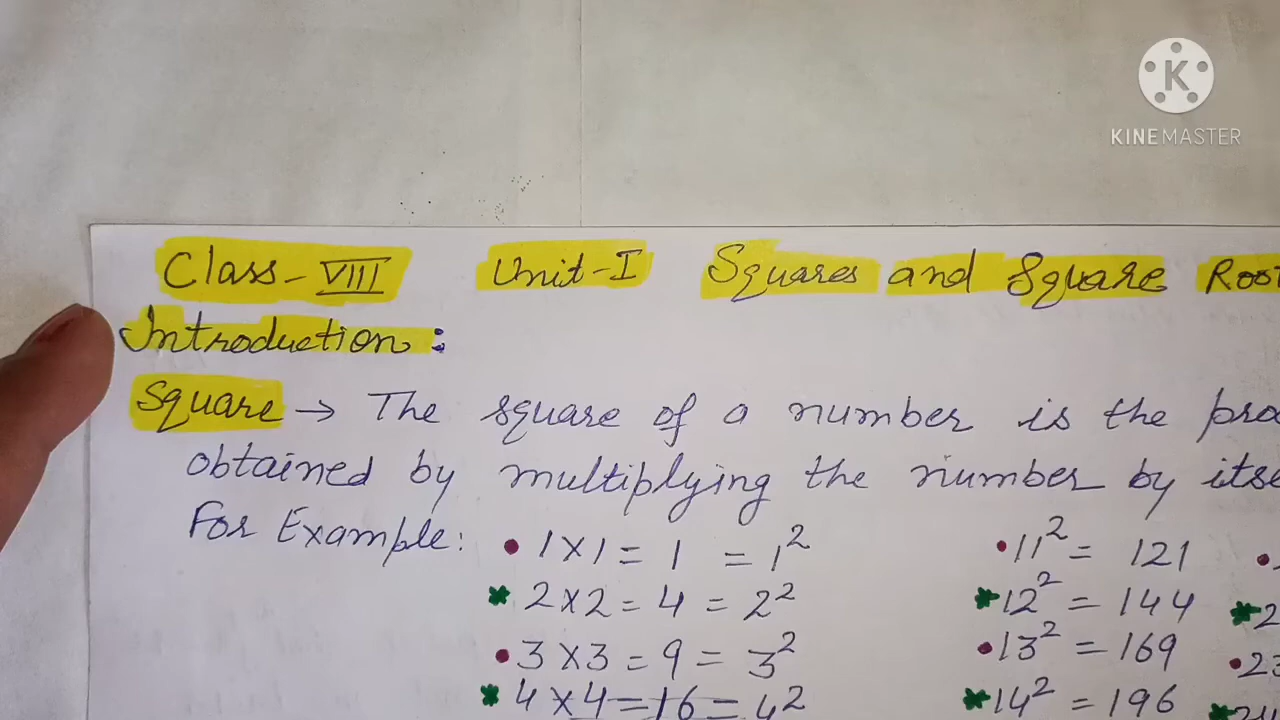 K
KINEMASTER
Class-VIII Unit-I Squares and Square
Introduction:
Square → The square of a number is the
obtained by multiplying the number by
For Example:
• 1×1 = 1 = 1² • 11² = 121
* 2×2 = 4 = 2² * 12² = 144
• 3×3 = 9 = 3² • 13² = 169
* 4×4 = 16 = 4² * 14² = 196